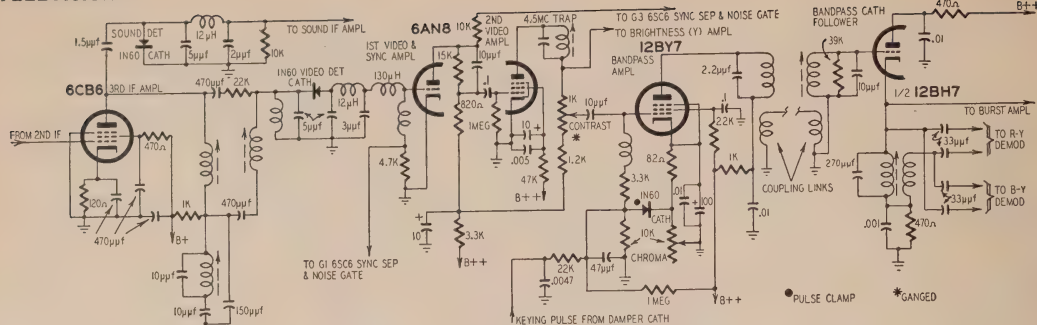 TO SOUND IF AMPL
SOUND DET
12μH
1.5μμf
1N60
CATH
5μμf
2μμf
10K
6CB6
3RD IF AMPL
470μμf
22K
1N60 VIDEO DET
CATH
130μH
12μH
5μμf
3μμf
FROM 2ND IF
470Ω
120Ω
470μμf
1K
B+
470μμf
10μμf
10μμf
150μμf
4.7K
TO G1 6SC6 SYNC SEP
& NOISE GATE
1ST VIDEO &
SYNC AMPL
6AN8
10K
2ND
VIDEO
AMPL
15K
10μμf
820Ω
.1
1MEG
10
3.3K
B++
4.5MC TRAP
TO G3 6SC6 SYNC SEP & NOISE GATE
TO BRIGHTNESS (Y) AMPL
10
.005
47K
B++
1K
CONTRAST
*
1.2K
10μμf
12BY7
BANDPASS
AMPL
3.3K
82Ω
1N60
CATH
10K
CHROMA
.01
100
22K
.0047
47μμf
1MEG
KEYING PULSE FROM DAMPER CATH
B++
2.2μμf
.1
22K
1K
.01
COUPLING LINKS
●PULSE CLAMP
*GANGED
BANDPASS CATH
FOLLOWER
39K
10μμf
470Ω
B++
.01
1/2 12BH7
TO BURST AMPL
270μμf
33μμf
TO R-Y
DEMOD
33μμf
TO B-Y
DEMOD
.001
470Ω